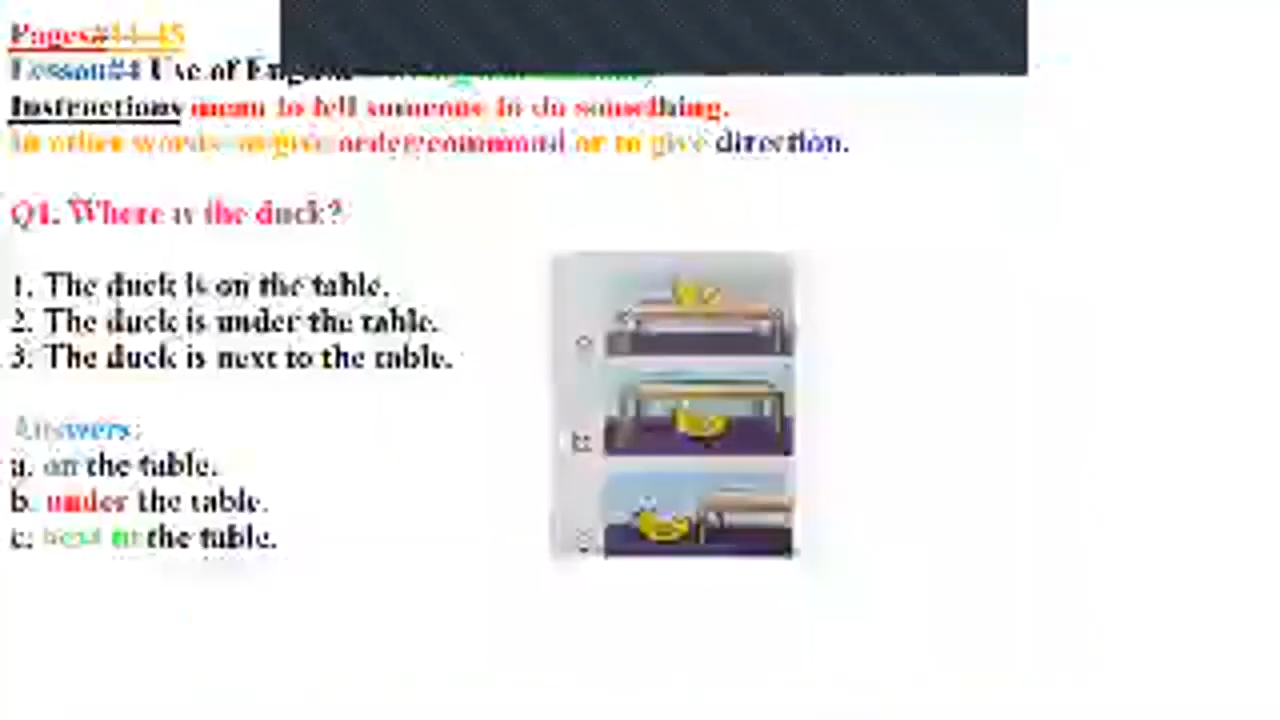 Pages#44-45
Lesson#4 Use of English
Instructions mean to tell someone to do something.
In other words to give order/command or to give direction.
Q1. Where is the duck?
1. The duck is on the table.
2. The duck is under the table.
3. The duck is next to the table.
Answers:
a. on the table.
b. under the table.
c. next to the table.
a
b
c